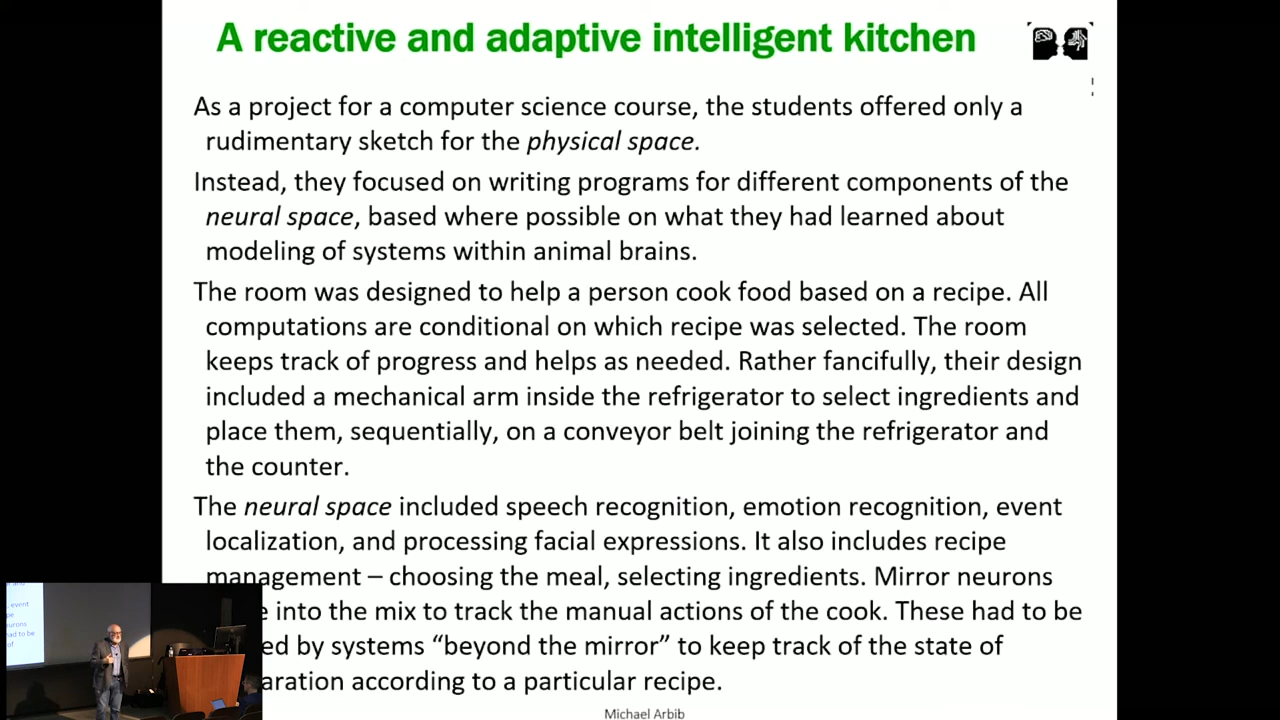 A reactive and adaptive intelligent kitchen
As a project for a computer science course, the students offered only a
rudimentary sketch for the physical space.
Instead, they focused on writing programs for different components of the
neural space, based where possible on what they had learned about
modeling of systems within animal brains.
The room was designed to help a person cook food based on a recipe. All
computations are conditional on which recipe was selected. The room
keeps track of progress and helps as needed. Rather fancifully, their design
included a mechanical arm inside the refrigerator to select ingredients and
place them, sequentially, on a conveyor belt joining the refrigerator and
the counter.
The neural space included speech recognition, emotion recognition, event
localization, and processing facial expressions. It also includes recipe
management – choosing the meal, selecting ingredients. Mirror neurons
into the mix to track the manual actions of the cook. These had to be
by systems “beyond the mirror” to keep track of the state of
according to a particular recipe.
Michael Arbib